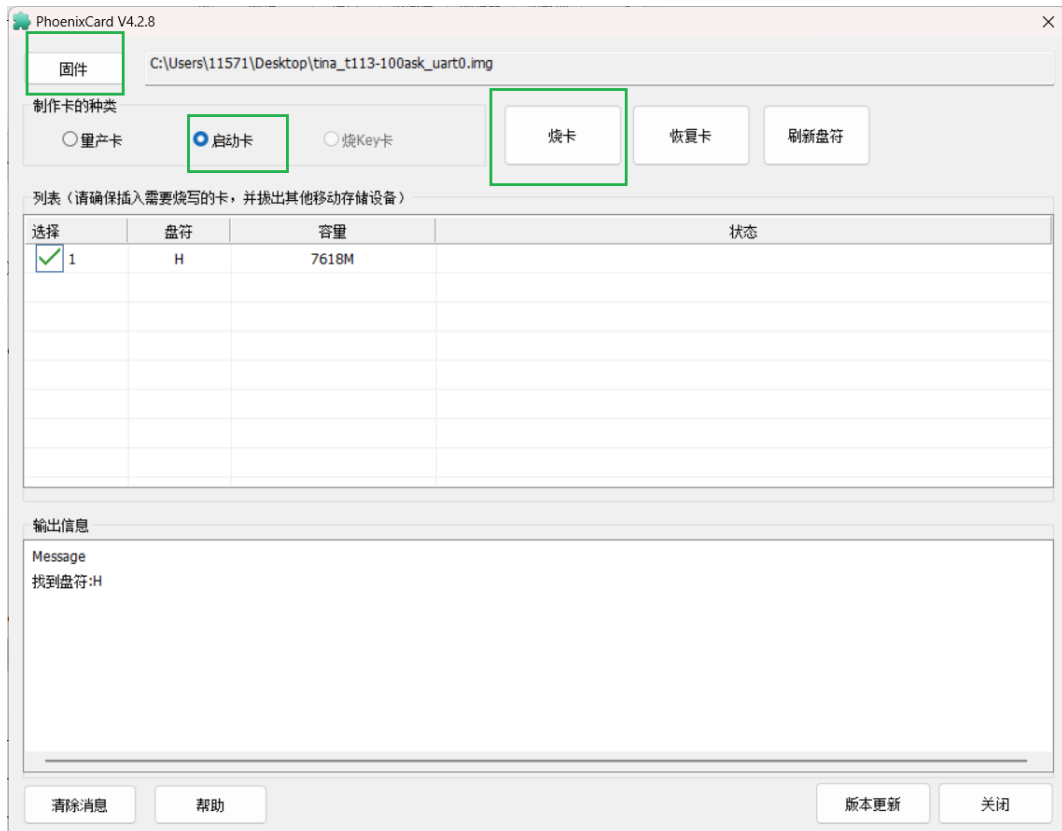 PhoenixCard V4.2.8
固件
C:\Users\11571\Desktop\tina_t113-100ask_uart0.img
制作卡的种类
量产卡
启动卡
烧Key卡
烧卡
恢复卡
刷新盘符
列表（请确保插入需要烧写的卡，并拔出其他移动存储设备）
选择 盘符 容量 状态
1 H 7618M
输出信息
Message
找到盘符:H
清除消息
帮助
版本更新
关闭